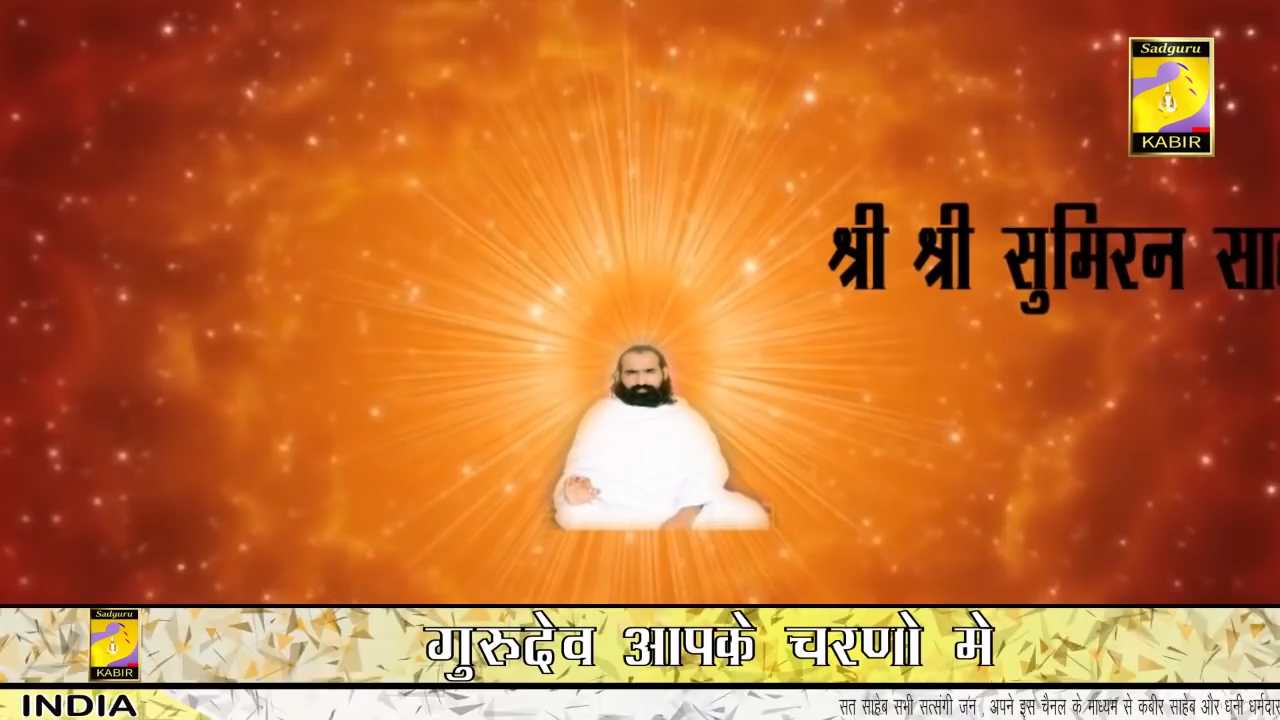 Sadguru
KABIR
श्री श्री सुमिरन
Sadguru
KABIR
गुरुदेव आपके चरणो मे
INDIA
सत साहेब सभी सत्संगी जन , अपने इस चैनल के माध्यम से कबीर साहेब और धनी धर्मदास